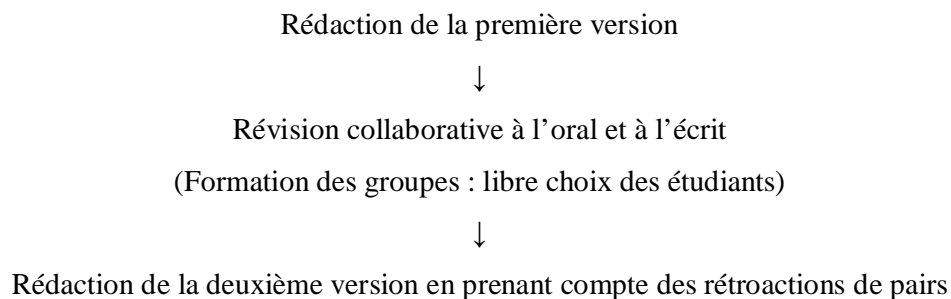 Rédaction de la première version
↓
Révision collaborative à l’oral et à l’écrit
(Formation des groupes : libre choix des étudiants)
↓
Rédaction de la deuxième version en prenant compte des rétroactions de pairs